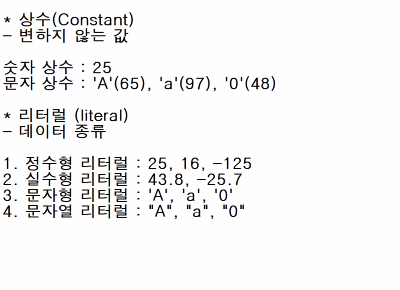 * 상수(Constant)
- 변하지 않는 값
숫자 상수 : 25
문자 상수 : 'A'(65), 'a'(97), '0'(48)
* 리터럴 (literal)
- 데이터 종류
1. 정수형 리터럴 : 25, 16, -125
2. 실수형 리터럴 : 43.8, -25.7
3. 문자형 리터럴 : 'A', 'a', '0'
4. 문자열 리터럴 : "A", "a", "0"